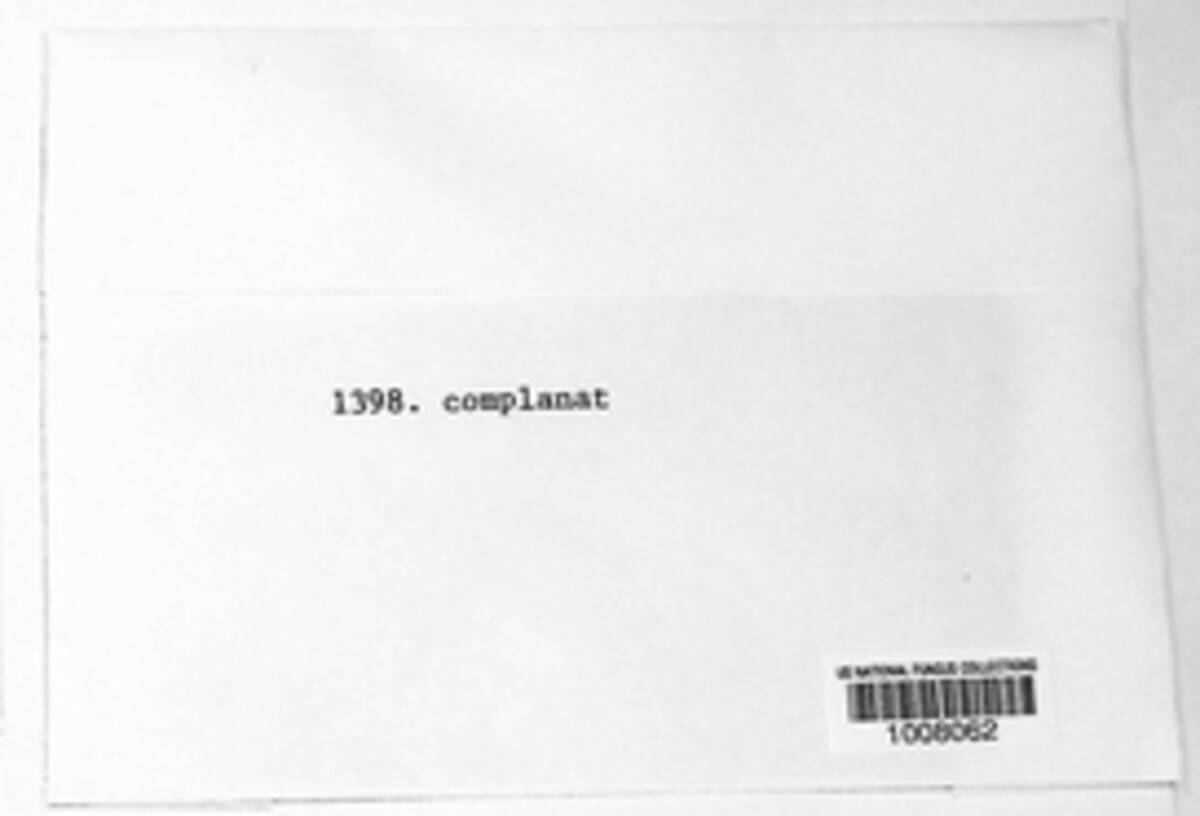 1398. complanat
US NATIONAL FUNGUS COLLECTIONS
1008062